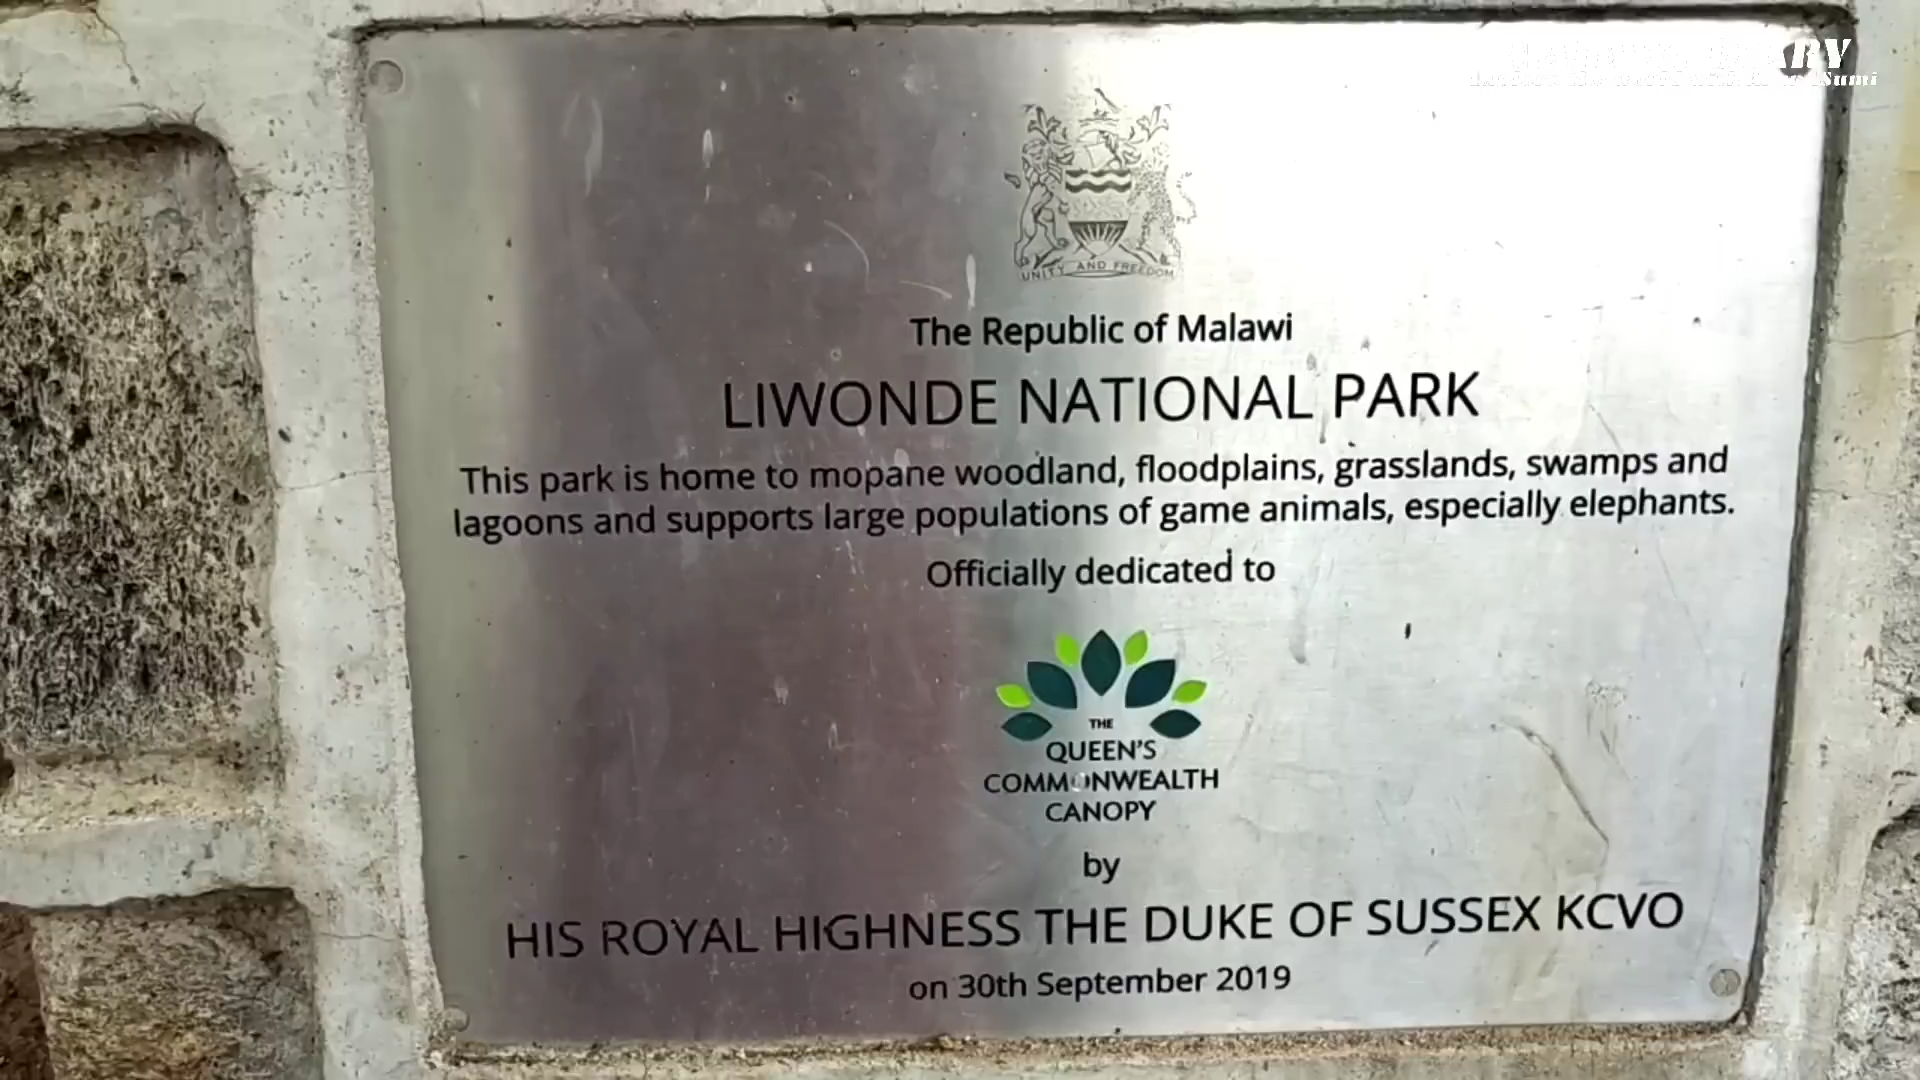 UNITY AND FREEDOM
The Republic of Malawi
LIWONDE NATIONAL PARK
This park is home to mopane woodland, floodplains, grasslands, swamps and
lagoons and supports large populations of game animals, especially elephants.
Officially dedicated to
THE
QUEEN'S
COMMONWEALTH
CANOPY
by
HIS ROYAL HIGHNESS THE DUKE OF SUSSEX KCVO
on 30th September 2019